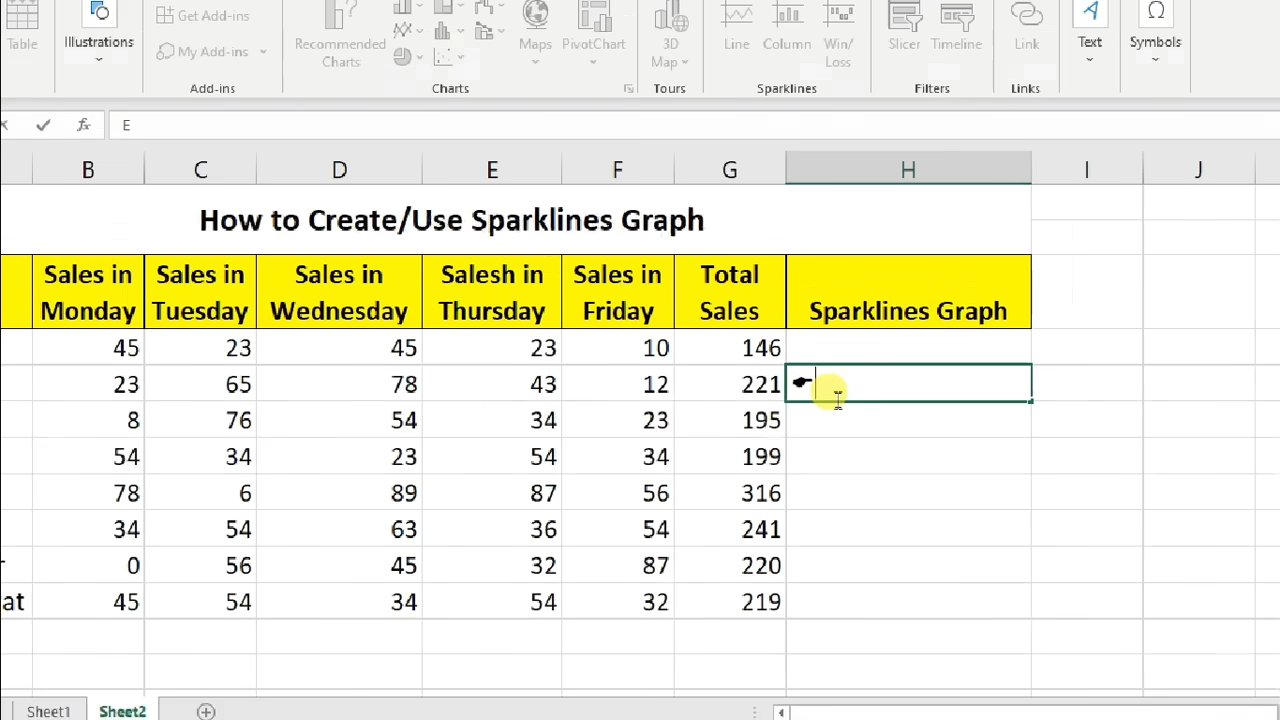 Table
Illustrations
Get Add-ins
My Add-ins
Add-ins
Recommended
Charts
Maps
PivotChart
Charts
3D
Map
Tours
Line
Column
Win/
Loss
Sparklines
Slicer
Timeline
Filters
Link
Links
Text
Symbols
fx E
B C D E F G H I J
How to Create/Use Sparklines Graph
Sales in Monday Sales in Tuesday Sales in Wednesday Salesh in Thursday Sales in Friday Total Sales Sparklines Graph
45 23 45 23 10 146
23 65 78 43 12 221
8 76 54 34 23 195
54 34 23 54 34 199
78 6 89 87 56 316
34 54 63 36 54 241
0 56 45 32 87 220
at 45 54 34 54 32 219
Sheet1 Sheet2